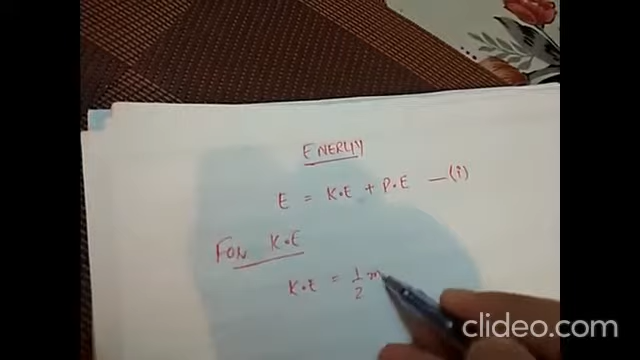 ENERGY
E = K.E + P.E —(i)
FOR K.E
K.E = 1/2 m
clideo.com